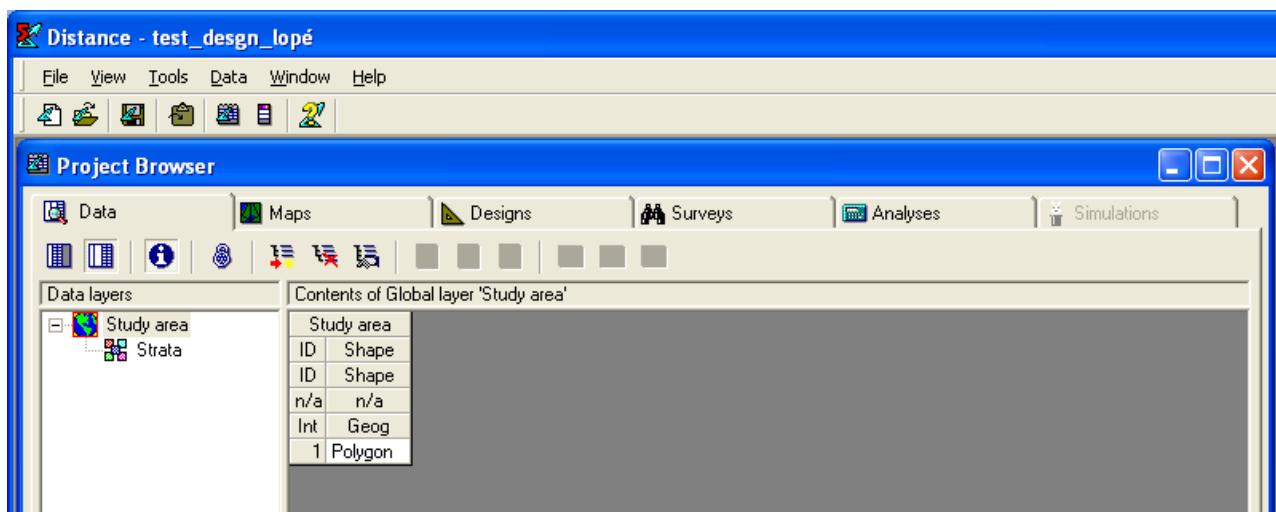 Distance - test_desgn_lopé
File View Tools Data Window Help
Project Browser
Data Maps Designs Surveys Analyses Simulations
Data layers Contents of Global layer 'Study area'
Study area Study area
Strata ID Shape
ID Shape
n/a n/a
Int Geog
1 Polygon